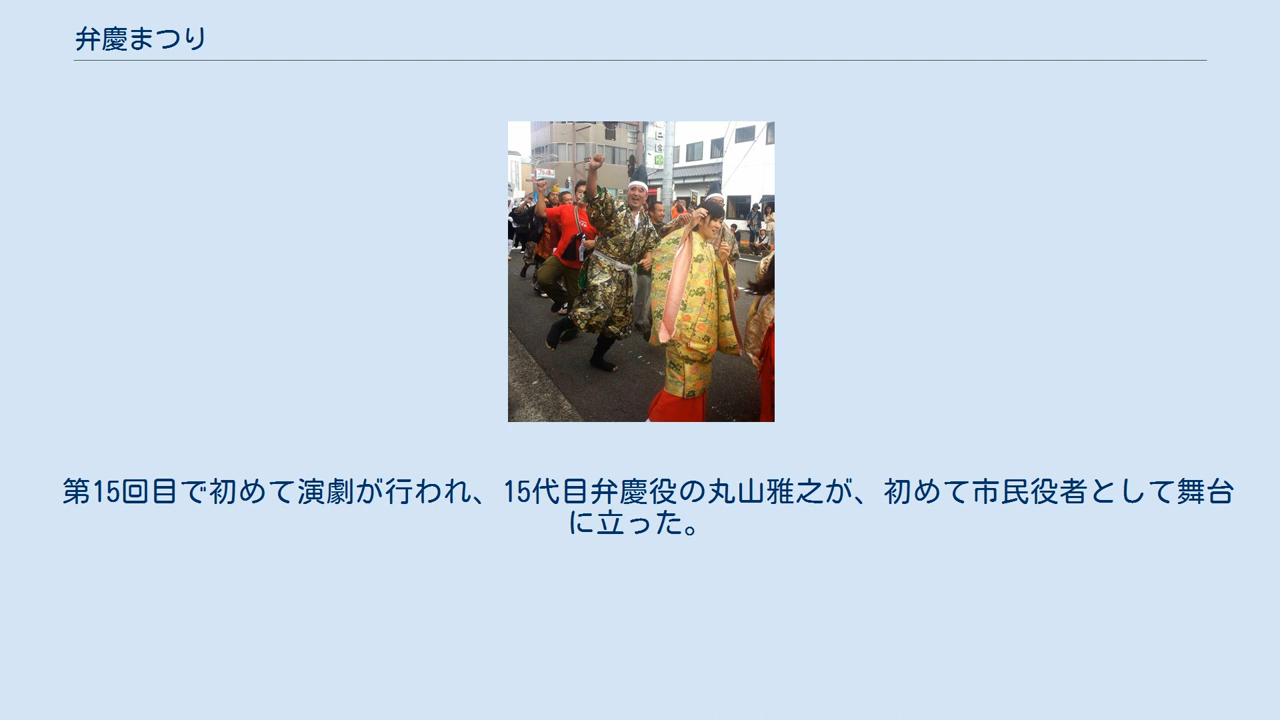 弁慶まつり
第15回目で初めて演劇が行われ、15代目弁慶役の丸山雅之が、初めて市民役者として舞台
に立った。